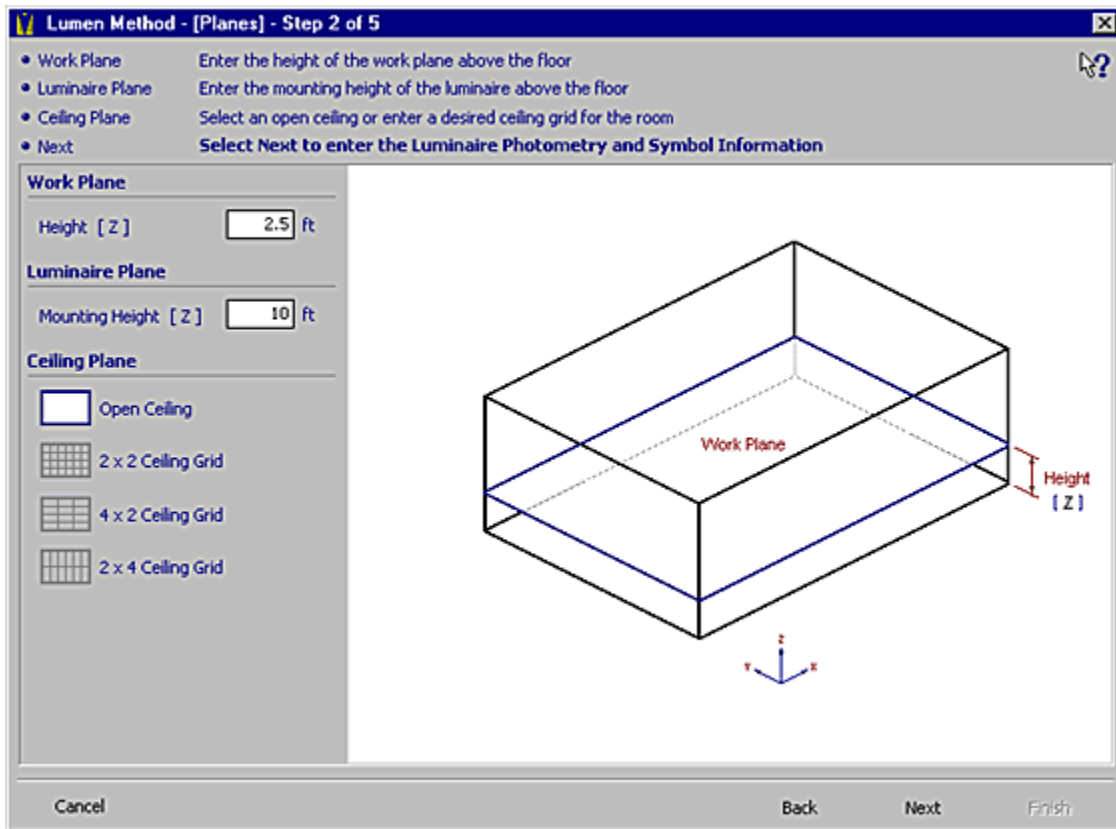 Lumen Method - [Planes] - Step 2 of 5
• Work Plane Enter the height of the work plane above the floor
• Luminaire Plane Enter the mounting height of the luminaire above the floor
• Ceiling Plane Select an open ceiling or enter a desired ceiling grid for the room
• Next Select Next to enter the Luminaire Photometry and Symbol Information
?
Work Plane
Height [ Z ] 2.5 ft
Luminaire Plane
Mounting Height [ Z ] 10 ft
Ceiling Plane
Open Ceiling
2 x 2 Ceiling Grid
4 x 2 Ceiling Grid
2 x 4 Ceiling Grid
Work Plane
Height
[ Z ]
Z
Y X
Cancel Back Next Finish